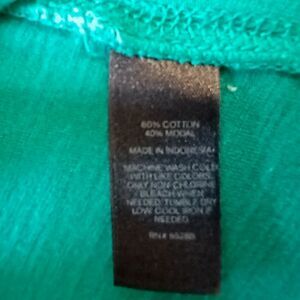 60% COTTON
40% MODAL
MADE IN INDONESIA
MACHINE WASH COLD
WITH LIKE COLORS
ONLY NON-CHLORINE
BLEACH WHEN
NEEDED TUMBLE DRY
LOW COOL IRON IF
NEEDED
RN#